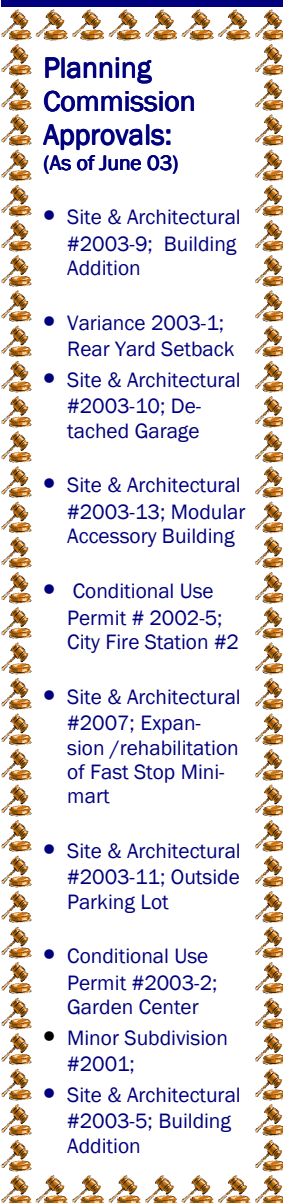 Planning
Commission
Approvals:
(As of June 03)
• Site & Architectural
#2003-9; Building
Addition
• Variance 2003-1;
Rear Yard Setback
• Site & Architectural
#2003-10; De-
tached Garage
• Site & Architectural
#2003-13; Modular
Accessory Building
• Conditional Use
Permit # 2002-5;
City Fire Station #2
• Site & Architectural
#2007; Expan-
sion /rehabilitation
of Fast Stop Mini-
mart
• Site & Architectural
#2003-11; Outside
Parking Lot
• Conditional Use
Permit #2003-2;
Garden Center
• Minor Subdivision
#2001;
• Site & Architectural
#2003-5; Building
Addition